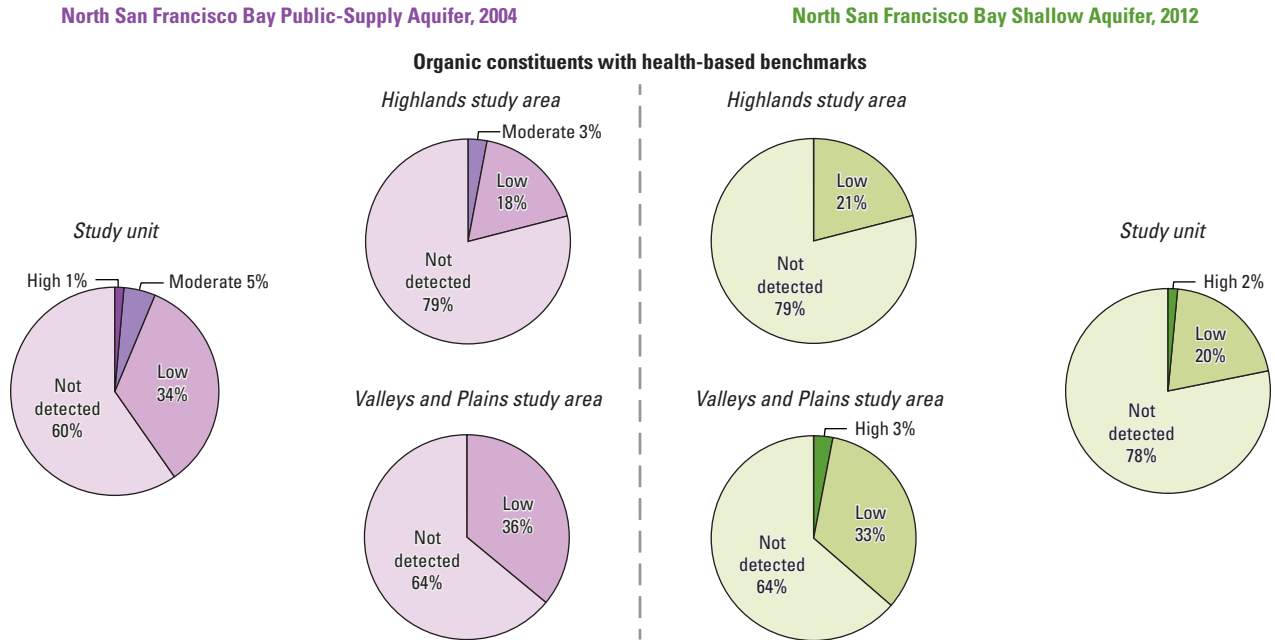 North San Francisco Bay Public-Supply Aquifer, 2004
North San Francisco Bay Shallow Aquifer, 2012
Organic constituents with health-based benchmarks
Study unit
High 1%
Moderate 5%
Low
34%
Not
detected
60%
Highlands study area
Moderate 3%
Low
18%
Not
detected
79%
Valleys and Plains study area
Low
36%
Not
detected
64%
Highlands study area
Low
21%
Not
detected
79%
Valleys and Plains study area
High 3%
Low
33%
Not
detected
64%
Study unit
High 2%
Low
20%
Not
detected
78%